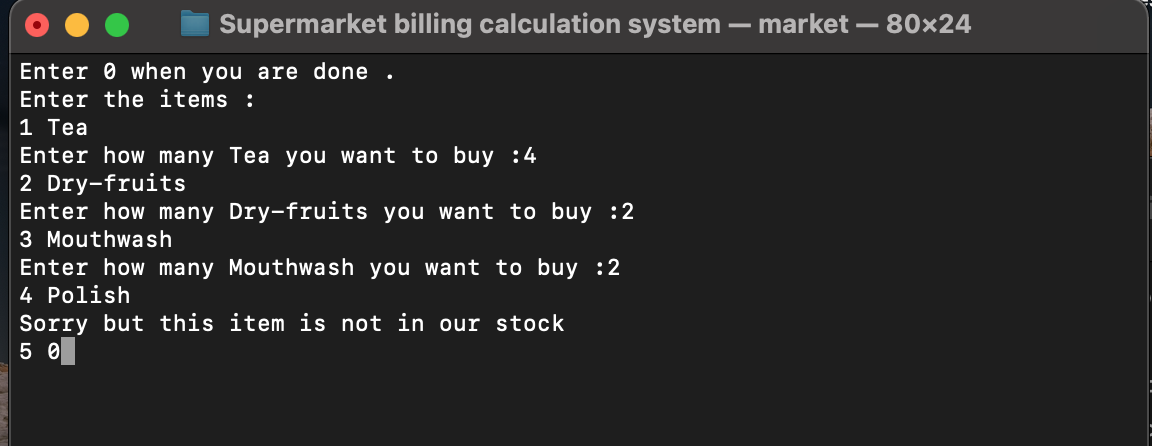 Supermarket billing calculation system — market — 80×24
Enter 0 when you are done .
Enter the items :
1 Tea
Enter how many Tea you want to buy :4
2 Dry-fruits
Enter how many Dry-fruits you want to buy :2
3 Mouthwash
Enter how many Mouthwash you want to buy :2
4 Polish
Sorry but this item is not in our stock
5 0